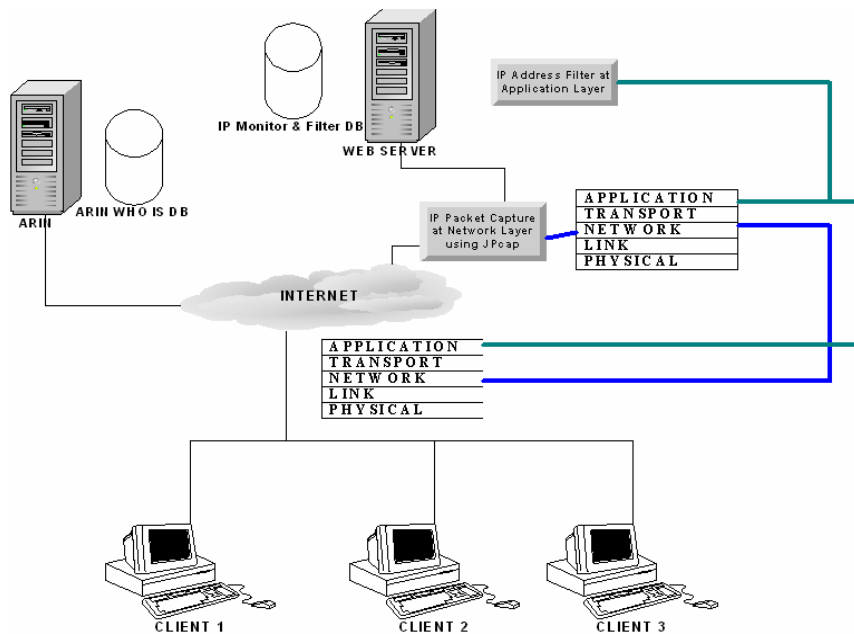 IP Address Filter at
Application Layer
IP Monitor & Filter DB
WEB SERVER
ARIN WHO IS DB
ARIN
IP Packet Capture
at Network Layer
using JPcap
APPLICATION
TRANSPORT
NETWORK
LINK
PHYSICAL
INTERNET
APPLICATION
TRANSPORT
NETWORK
LINK
PHYSICAL
CLIENT 1
CLIENT 2
CLIENT 3